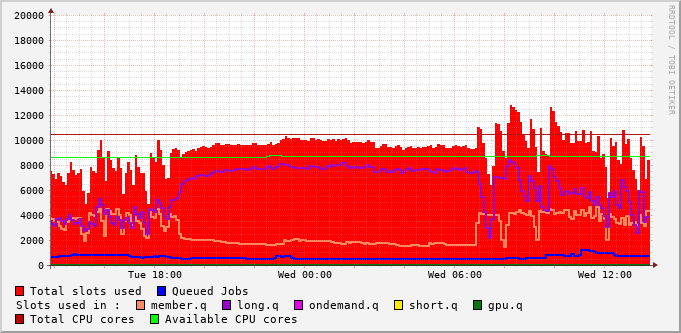 20000
18000
16000
14000
12000
10000
8000
6000
4000
2000
0
Tue 18:00 Wed 00:00 Wed 06:00 Wed 12:00
RRDTOOL / TOBI OETIKER
Total slots used Queued Jobs
Slots used in : member.q long.q ondemand.q short.q gpu.q
Total CPU cores Available CPU cores